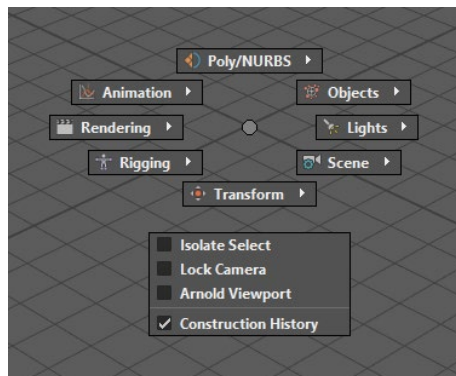 Poly/NURBS
Animation
Objects
Rendering
Lights
Rigging
Scene
Transform
Isolate Select
Lock Camera
Arnold Viewport
Construction History